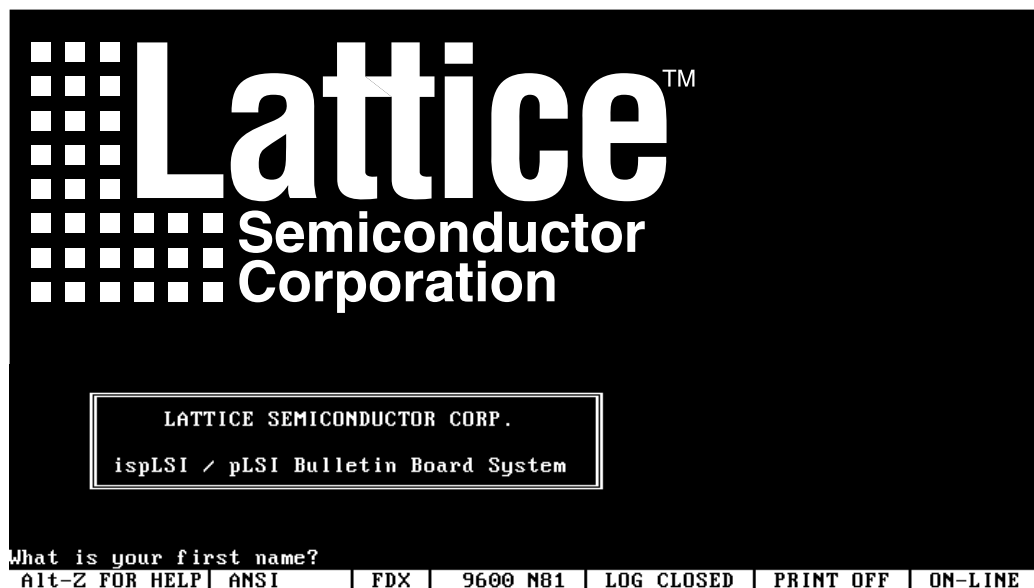 Lattice™
Semiconductor
Corporation
LATTICE SEMICONDUCTOR CORP.
ispLSI / pLSI Bulletin Board System
What is your first name?
Alt-Z FOR HELP| ANSI | FDX | 9600 N81 | LOG CLOSED | PRINT OFF | ON-LINE